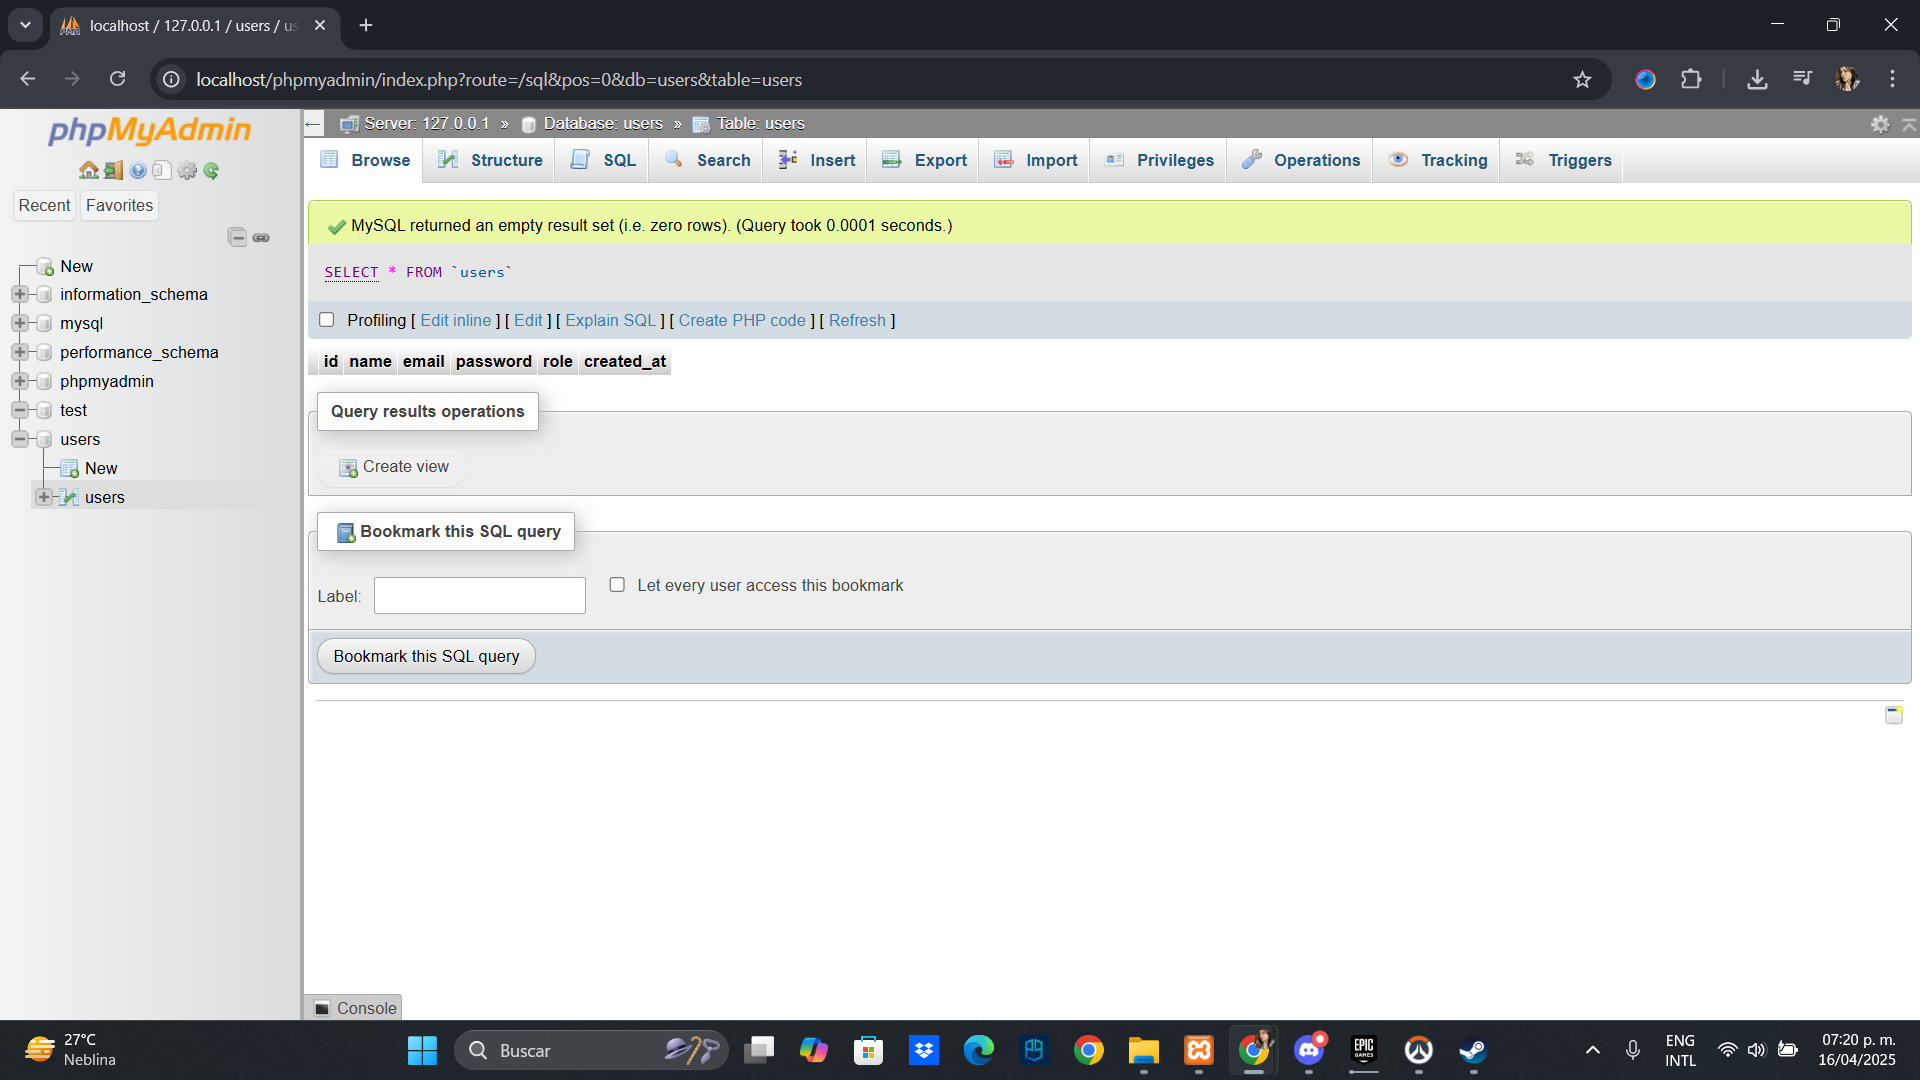 localhost / 127.0.0.1 / users / us
localhost/phpmyadmin/index.php?route=/sql&pos=0&db=users&table=users
phpMyAdmin
Recent Favorites
New
information_schema
mysql
performance_schema
phpmyadmin
test
users
New
users
Server: 127.0.0.1 » Database: users » Table: users
Browse Structure SQL Search Insert Export Import Privileges Operations Tracking Triggers
MySQL returned an empty result set (i.e. zero rows). (Query took 0.0001 seconds.)
SELECT * FROM `users`
Profiling [ Edit inline ] [ Edit ] [ Explain SQL ] [ Create PHP code ] [ Refresh ]
id name email password role created_at
Query results operations
Create view
Bookmark this SQL query
Label: Let every user access this bookmark
Bookmark this SQL query
Console
27°C
Neblina
Buscar
EPIC
GAMES
ENG
INTL
07:20 p. m.
16/04/2025